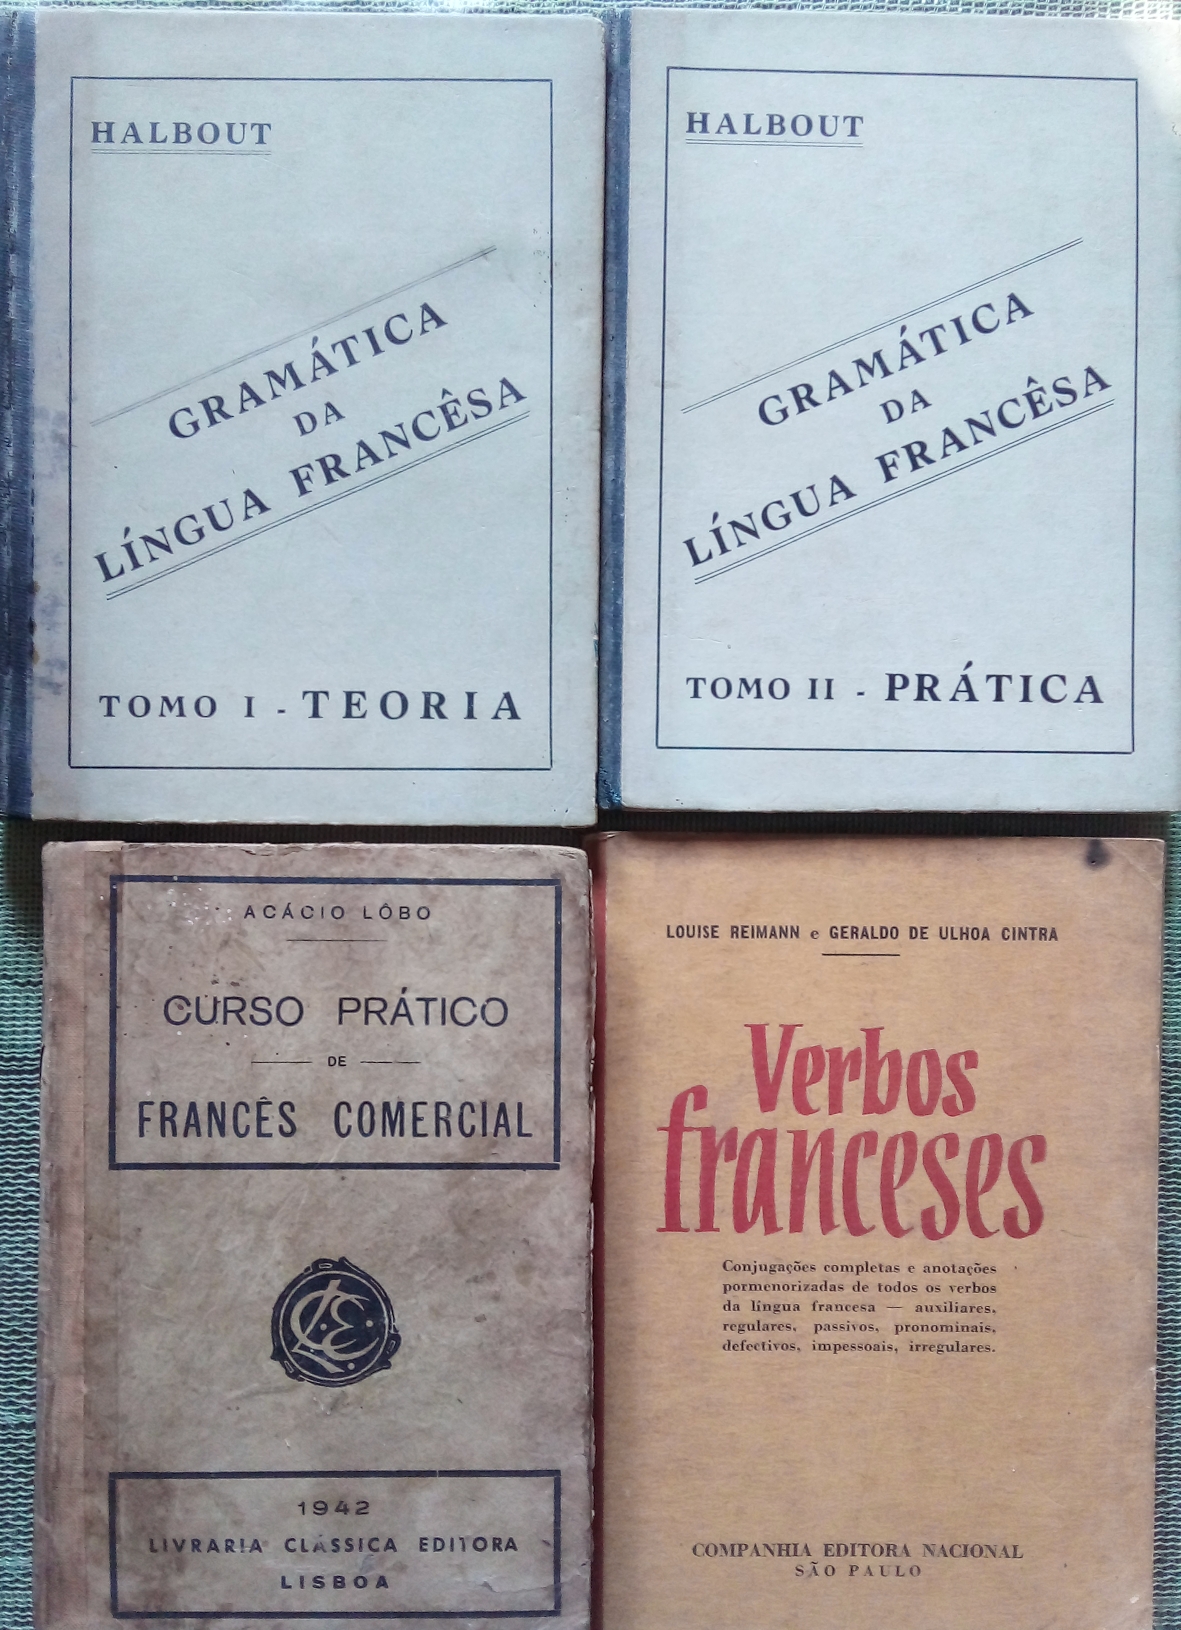 HALBOUT
GRAMÁTICA
DA
LÍNGUA FRANCÊSA
TOMO I - TEORIA
HALBOUT
GRAMÁTICA
DA
LÍNGUA FRANCÊSA
TOMO II - PRÁTICA
ACÁCIO LÔBO
CURSO PRÁTICO
DE
FRANCÊS COMERCIAL
1942
LIVRARIA CLÁSSICA EDITORA
LISBOA
LOUISE REIMANN e GERALDO DE ULHOA CINTRA
Verbos
franceses
Conjugações completas e anotações
pormenorizadas de todos os verbos
da língua francesa — auxiliares,
regulares, passivos, pronominais,
defectivos, impessoais, irregulares.
COMPANHIA EDITORA NACIONAL
SÃO PAULO